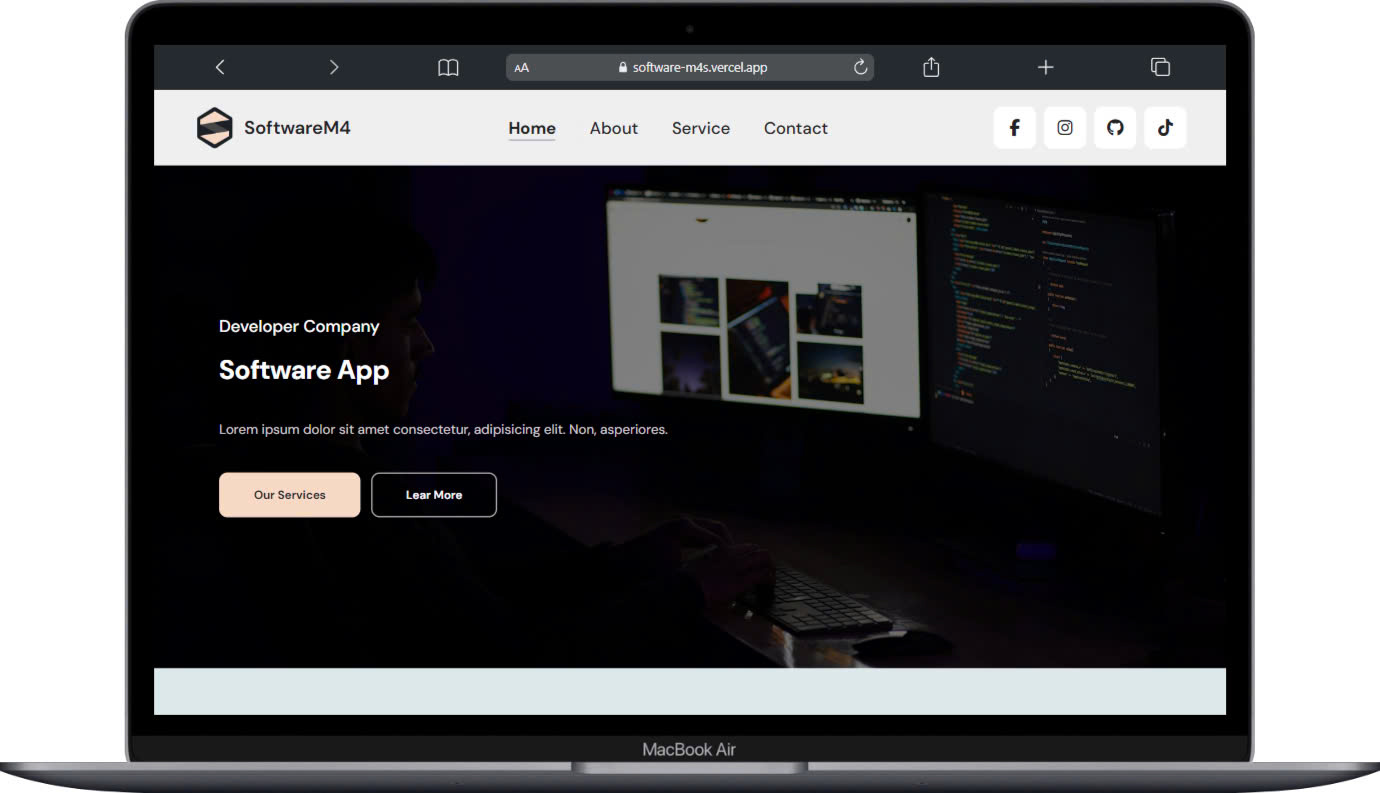 AA software-m4s.vercel.app
SoftwareM4 Home About Service Contact
Developer Company
Software App
Lorem ipsum dolor sit amet consectetur, adipisicing elit. Non, asperiores.
Our Services Lear More
MacBook Air